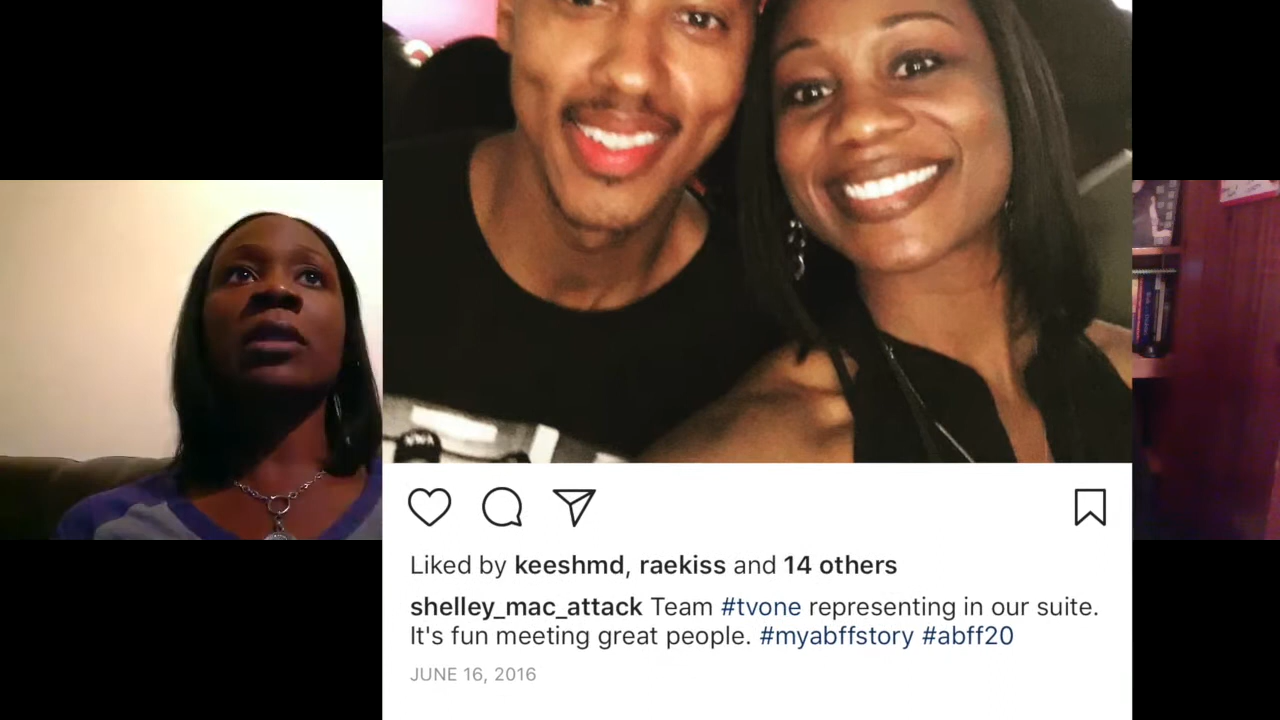 Liked by keeshmd, raekiss and 14 others
shelley_mac_attack Team #tvone representing in our suite.
It's fun meeting great people. #myabffstory #abff20
JUNE 16, 2016